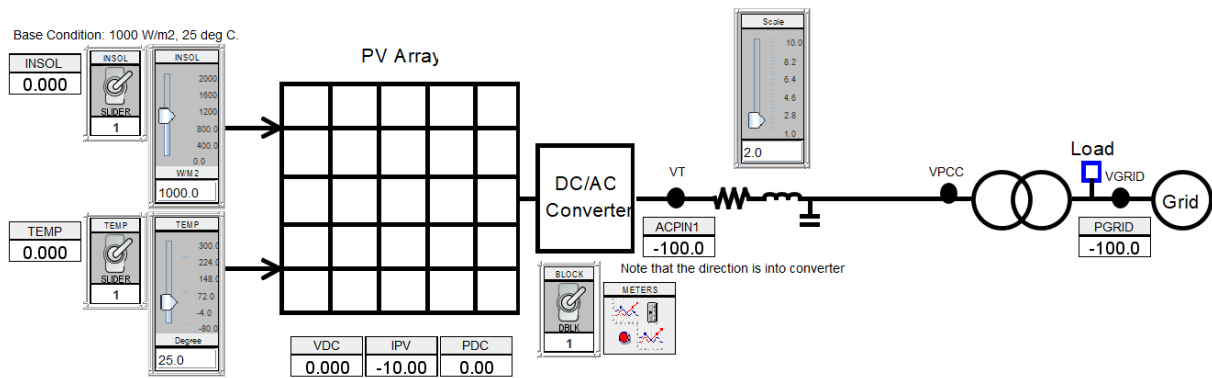 Base Condition: 1000 W/m2, 25 deg C.
INSOL
0.000
INSOL
SLIDER
1
INSOL
2000
1600
1200
800.0
400.0
0.0
W/M2
1000.0
PV Array
Scale
10.0
8.2
6.4
4.6
2.8
1.0
2.0
DC/AC
Converter
VT
ACPIN1
-100.0
VPCC
Load
VGRID
PGRID
-100.0
Grid
Note that the direction is into converter
TEMP
0.000
TEMP
SLIDER
1
TEMP
300.0
224.0
148.0
72.0
-4.0
-80.0
Degree
25.0
VDC
0.000
IPV
-10.00
PDC
0.00
BLOCK
DBLK
1
METERS